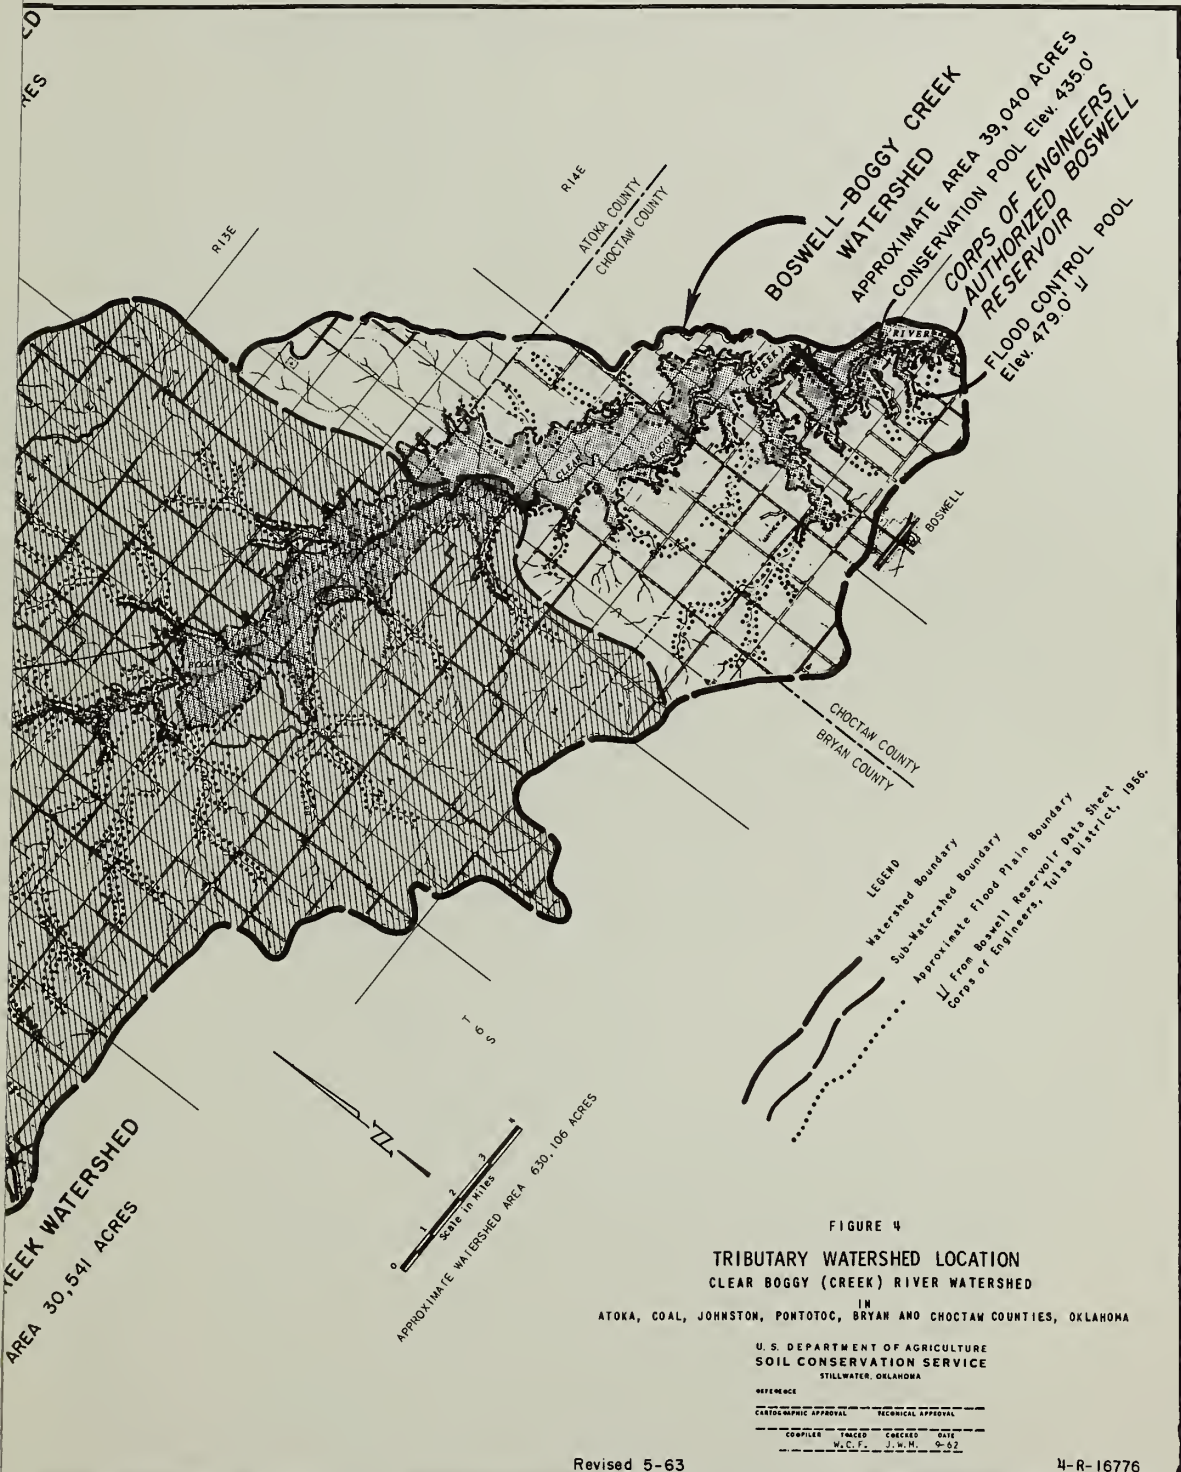 RES
R13E
R14E
ATOKA COUNTY
CHOCTAW COUNTY
BOSWELL-BOGGY CREEK
WATERSHED
APPROXIMATE AREA 39,040 ACRES
CONSERVATION POOL Elev. 435.0'
CORPS OF ENGINEERS
AUTHORIZED BOSWELL
RESERVOIR
FLOOD CONTROL POOL
Elev. 479.0' 1/
RIVER
CREEK
CLEAR
BOGGY
BOGGY
BOSWELL
CHOCTAW COUNTY
BRYAN COUNTY
LEGEND
Watershed Boundary
Sub-Watershed Boundary
Approximate Flood Plain Boundary
1/ From Boswell Reservoir Data Sheet
Corps of Engineers, Tulsa District, 1956.
T 6 S
N
0 1 2 3 4
Scale in Miles
APPROXIMATE WATERSHED AREA 630,106 ACRES
REEK WATERSHED
AREA 30,541 ACRES
FIGURE 4
TRIBUTARY WATERSHED LOCATION
CLEAR BOGGY (CREEK) RIVER WATERSHED
IN
ATOKA, COAL, JOHNSTON, PONTOTOC, BRYAN AND CHOCTAW COUNTIES, OKLAHOMA
U. S. DEPARTMENT OF AGRICULTURE
SOIL CONSERVATION SERVICE
STILLWATER, OKLAHOMA
REFERENCE
CARTOGRAPHIC APPROVAL TECHNICAL APPROVAL
COMPILER TRACED CHECKED DATE
W.C.F. J.W.M. 9-62
Revised 5-63
4-R-16776